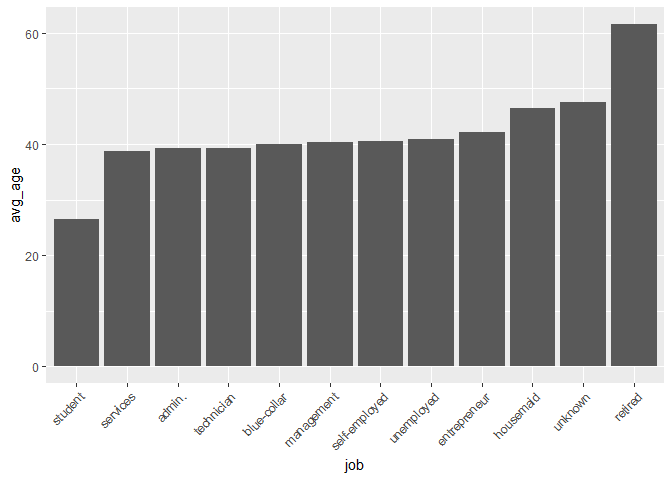 60
40
20
0
avg_age
student
services
admin.
technician
blue-collar
management
self-employed
unemployed
entrepreneur
housemaid
unknown
retired
job